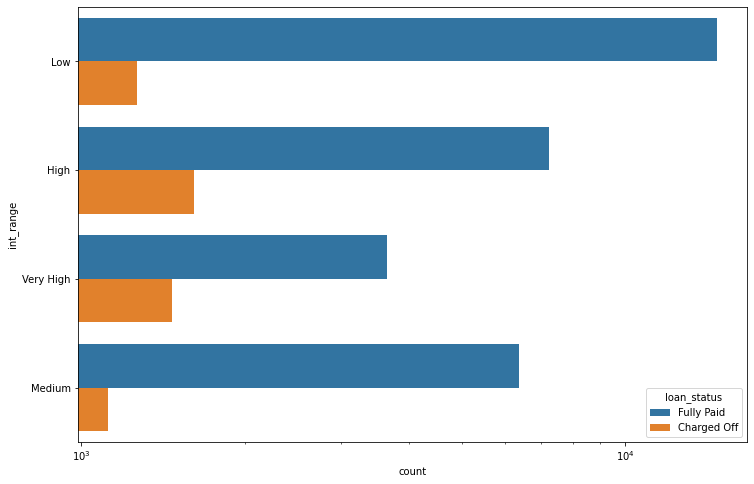 Low
High
Very High
Medium
int_range
10³
10⁴
count
loan_status
Fully Paid
Charged Off